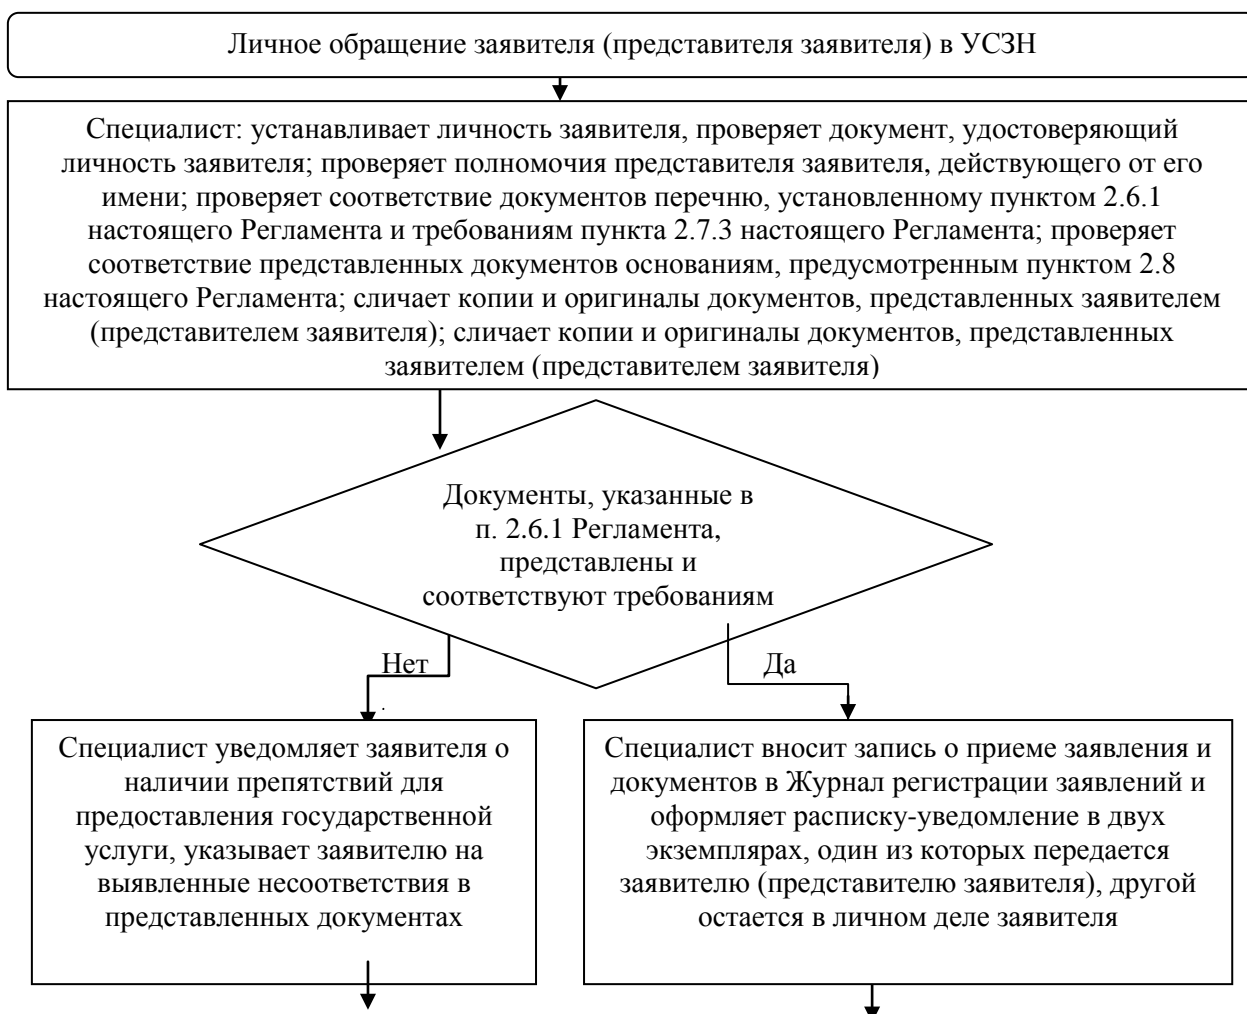 Личное обращение заявителя (представителя заявителя) в УСЗН
Специалист: устанавливает личность заявителя, проверяет документ, удостоверяющий
личность заявителя; проверяет полномочия представителя заявителя, действующего от его
имени; проверяет соответствие документов перечню, установленному пунктом 2.6.1
настоящего Регламента и требованиям пункта 2.7.3 настоящего Регламента; проверяет
соответствие представленных документов основаниям, предусмотренным пунктом 2.8
настоящего Регламента; сличает копии и оригиналы документов, представленных заявителем
(представителем заявителя); сличает копии и оригиналы документов, представленных
заявителем (представителем заявителя)
Документы, указанные в
п. 2.6.1 Регламента,
представлены и
соответствуют требованиям
Нет
Да
Специалист уведомляет заявителя о
наличии препятствий для
предоставления государственной
услуги, указывает заявителю на
выявленные несоответствия в
представленных документах
Специалист вносит запись о приеме заявления и
документов в Журнал регистрации заявлений и
оформляет расписку-уведомление в двух
экземплярах, один из которых передается
заявителю (представителю заявителя), другой
остается в личном деле заявителя